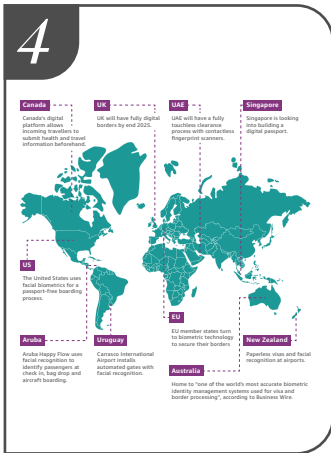 4
Canada
Canada's digital
platform allows
incoming travellers to
submit health and travel
information beforehand.
UK
UK will have fully digital
borders by end 2025.
UAE
UAE will have a fully
touchless clearance
process with contactless
fingerprint scanners.
Singapore
Singapore is looking
into building a
digital passport.
US
The United States uses
facial biometrics for a
passport-free boarding
process.
EU
EU member states turn
to biometric technology
to secure their borders
Aruba
Aruba Happy Flow uses
facial recognition to
identify passengers at
check in, bag drop and
aircraft boarding.
Uruguay
Carrasco International
Airport installs
automated gates with
facial recognition.
New Zealand
Paperless visas and facial
recognition at airports.
Australia
Home to "one of the world's most accurate biometric
identity management systems used for visa and
border processing", according to Business Wire.